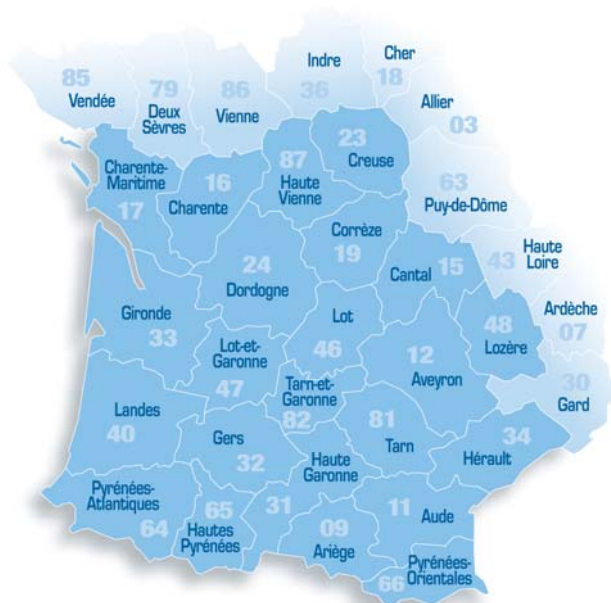 85
Vendée
79
Deux
Sèvres
86
Vienne
Indre
36
Cher
18
Allier
03
Charente-
Maritime
17
16
Charente
87
Haute
Vienne
23
Creuse
63
Puy-de-Dôme
Corrèze
19
24
Dordogne
Cantal 15
43
Haute
Loire
Gironde
33
Lot
46
48
Lozère
Ardèche
07
Lot-et-
Garonne
47
12
Aveyron
30
Gard
Landes
40
Tarn-et-
Garonne
82
81
Tarn
34
Hérault
Gers
32
Haute
Garonne
31
Pyrénées-
Atlantiques
64
65
Hautes
Pyrénées
09
Ariège
11
Aude
66
Pyrénées-
Orientales